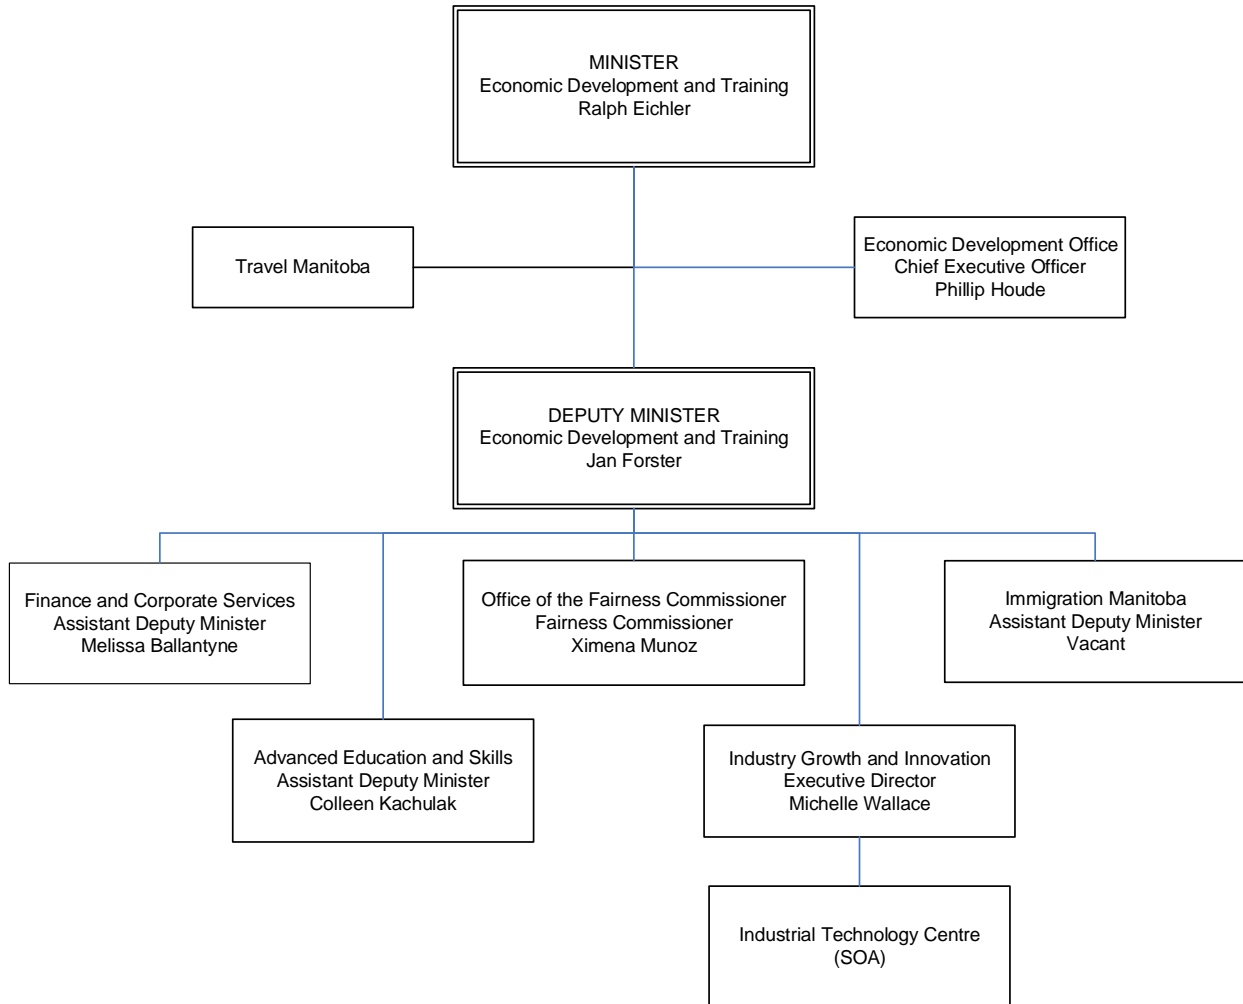 MINISTER
Economic Development and Training
Ralph Eichler
Travel Manitoba
Economic Development Office
Chief Executive Officer
Phillip Houde
DEPUTY MINISTER
Economic Development and Training
Jan Forster
Finance and Corporate Services
Assistant Deputy Minister
Melissa Ballantyne
Office of the Fairness Commissioner
Fairness Commissioner
Ximena Munoz
Immigration Manitoba
Assistant Deputy Minister
Vacant
Advanced Education and Skills
Assistant Deputy Minister
Colleen Kachulak
Industry Growth and Innovation
Executive Director
Michelle Wallace
Industrial Technology Centre
(SOA)